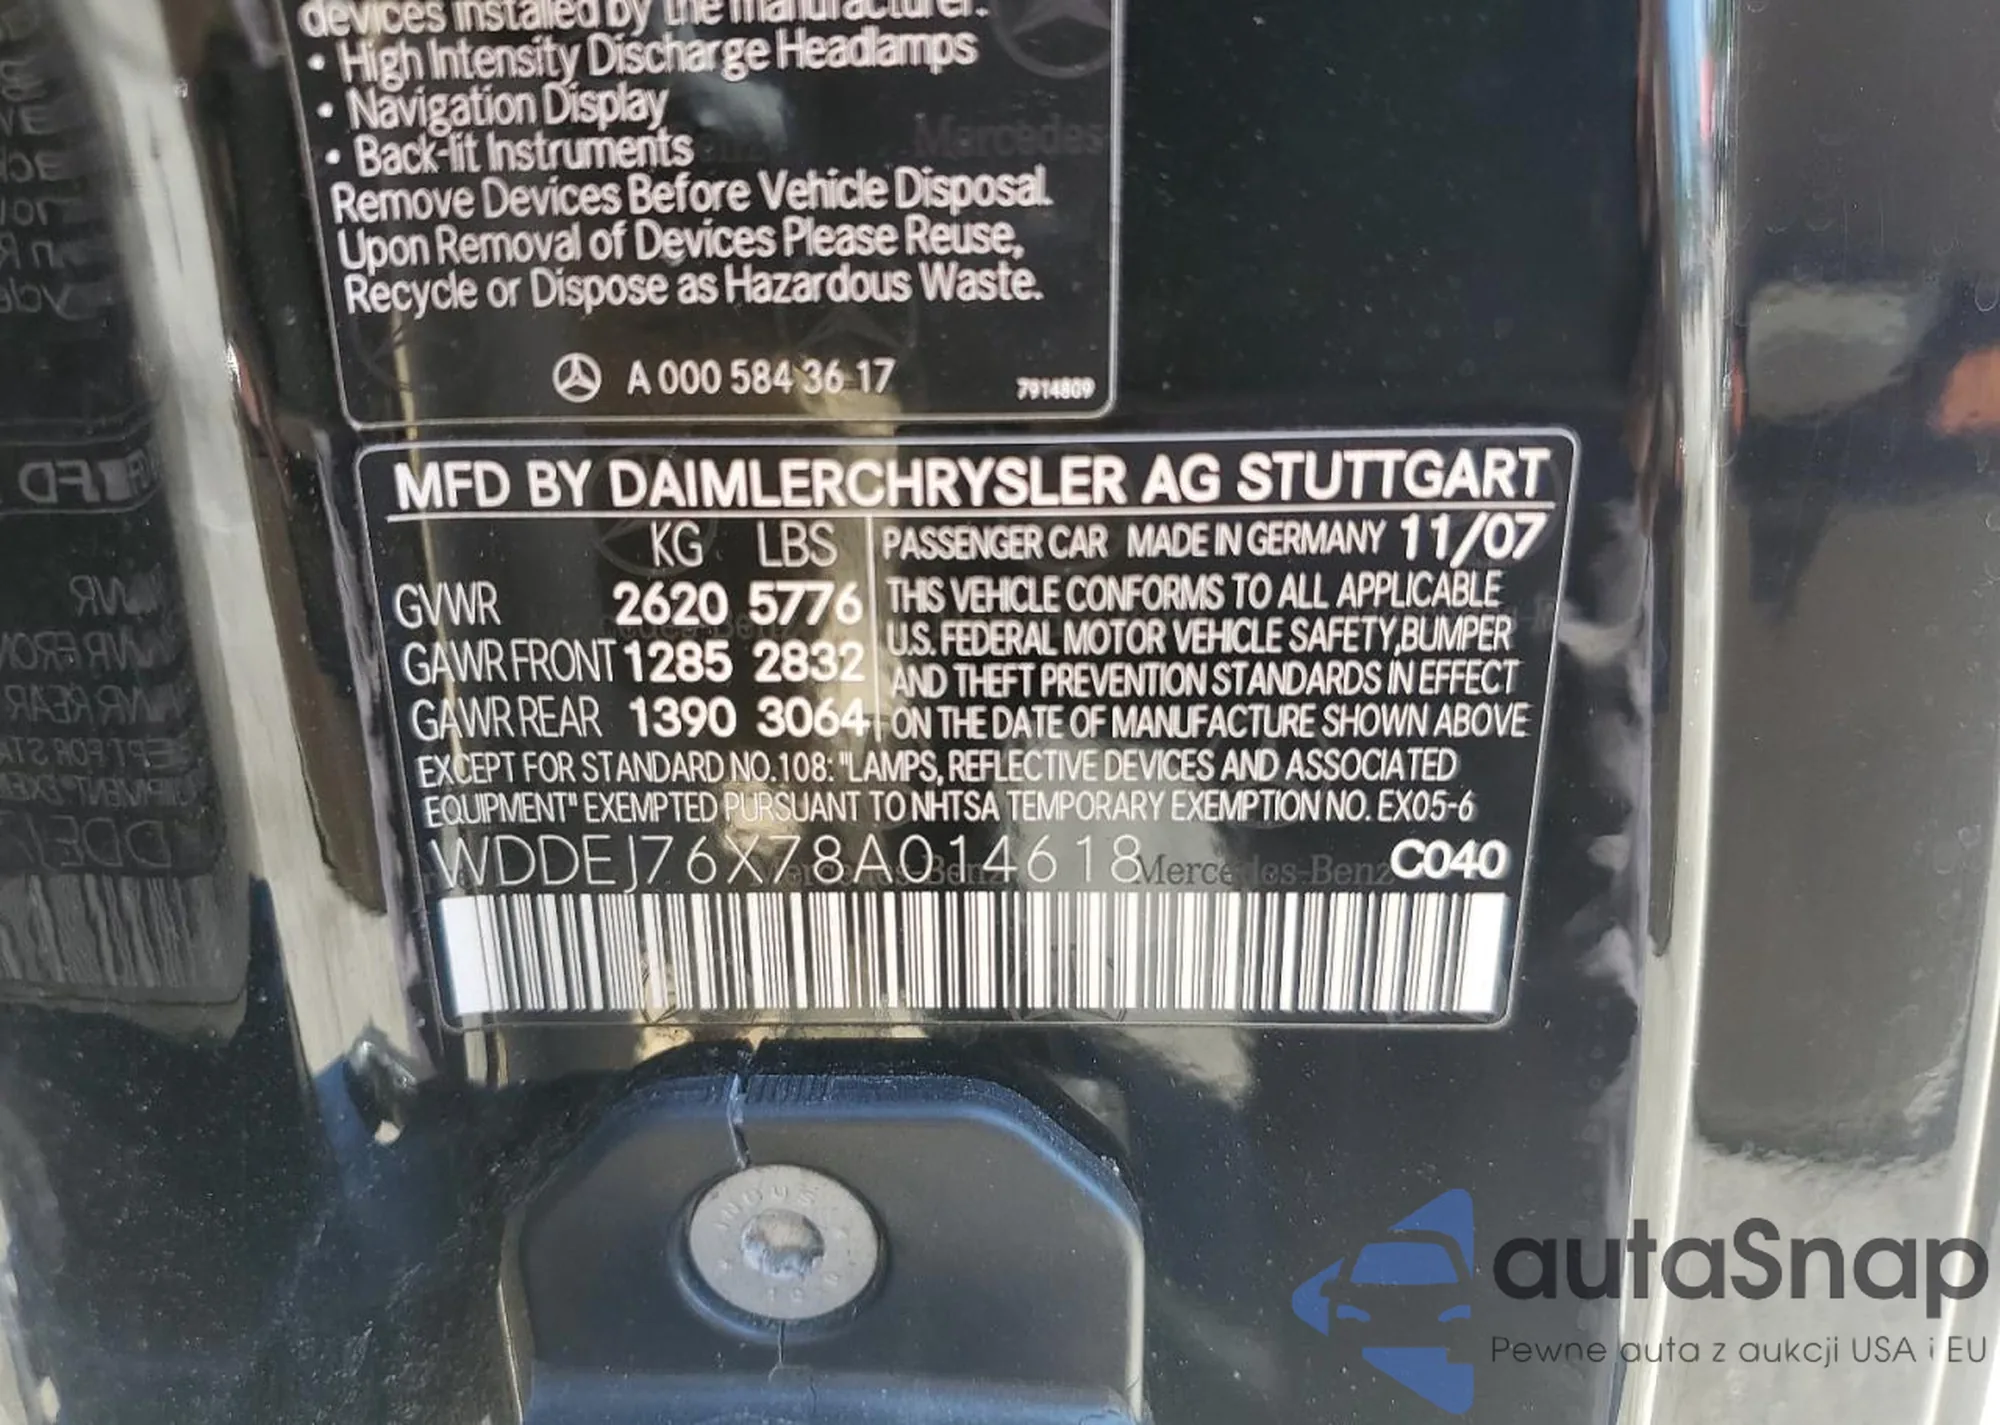 devices installed by the manufacturer.
• High Intensity Discharge Headlamps
• Navigation Display
• Back-lit Instruments
Remove Devices Before Vehicle Disposal.
Upon Removal of Devices Please Reuse,
Recycle or Dispose as Hazardous Waste.
A 000 584 36 17
7914809
MFD BY DAIMLERCHRYSLER AG STUTTGART
KG LBS PASSENGER CAR MADE IN GERMANY 11/07
GVWR 2620 5776 THIS VEHICLE CONFORMS TO ALL APPLICABLE
U.S. FEDERAL MOTOR VEHICLE SAFETY,BUMPER
GAWR FRONT 1285 2832 AND THEFT PREVENTION STANDARDS IN EFFECT
GAWR REAR 1390 3064 ON THE DATE OF MANUFACTURE SHOWN ABOVE
EXCEPT FOR STANDARD NO.108: "LAMPS, REFLECTIVE DEVICES AND ASSOCIATED
EQUIPMENT" EXEMPTED PURSUANT TO NHTSA TEMPORARY EXEMPTION NO. EX05-6
WDDEJ76X78A014618 C040
Mercedes-Benz
autaSnap
Pewne auta z aukcji USA i EU